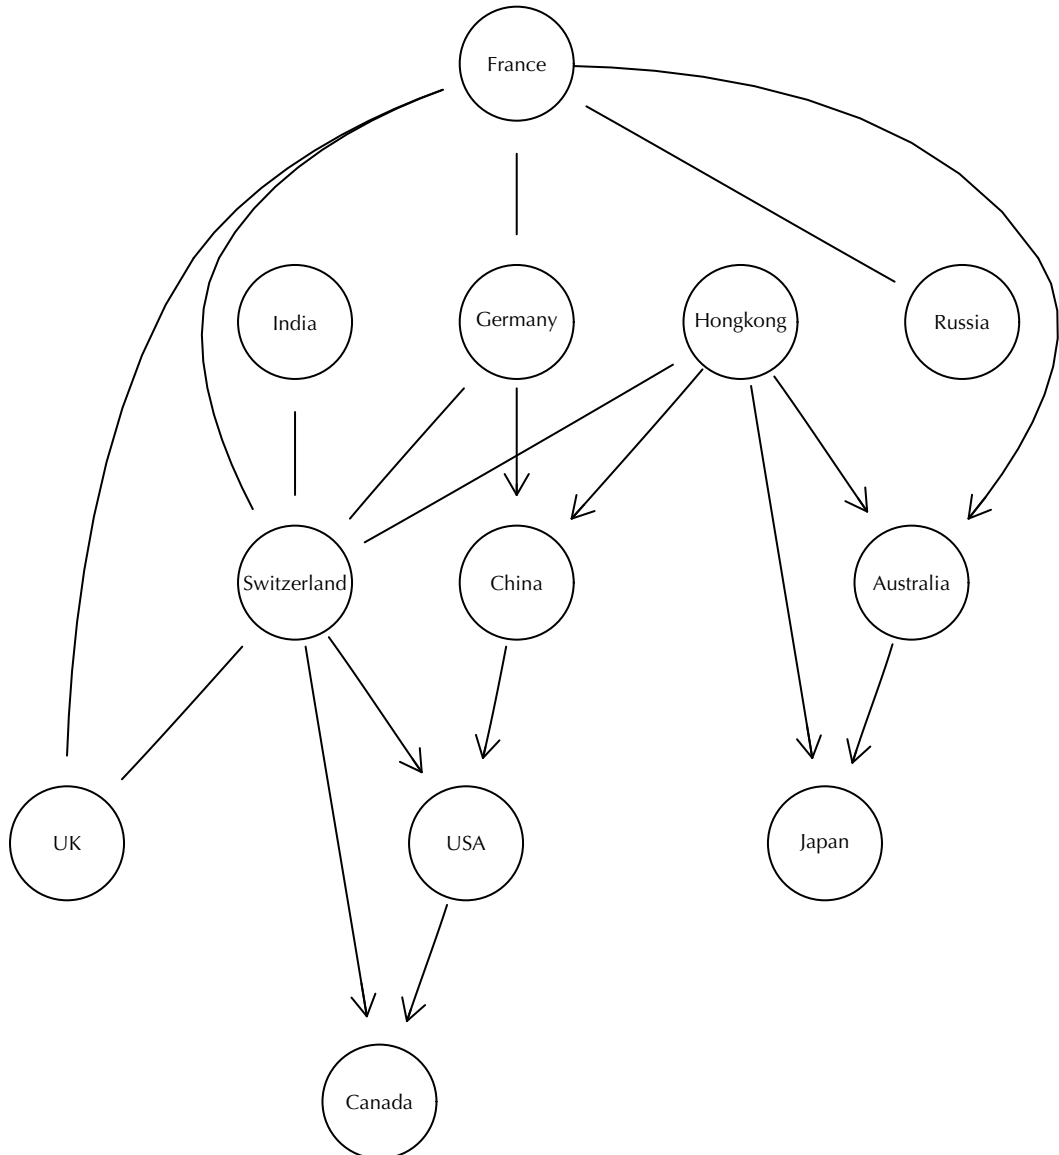 France
India
Germany
Hongkong
Russia
Switzerland
China
Australia
UK
USA
Japan
Canada